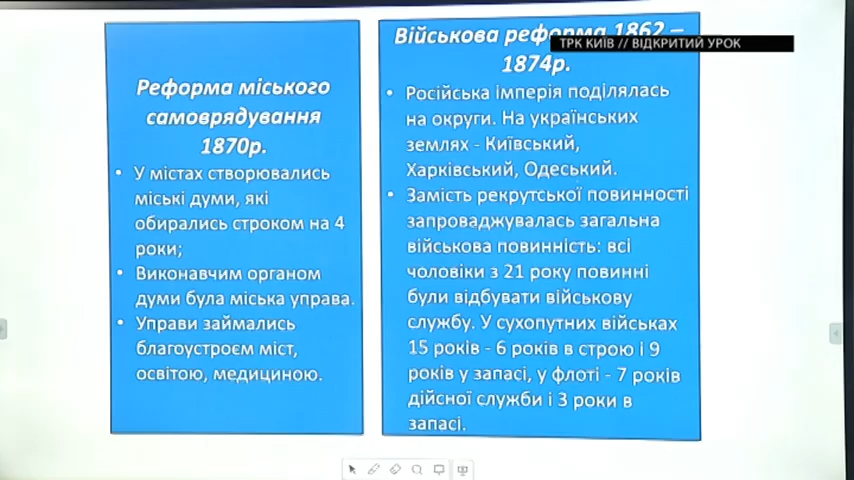 ТРК КИЇВ // ВІДКРИТИЙ УРОК
Реформа міського
самоврядування
1870р.
• У містах створювались
міські думи, які
обирались строком на 4
роки;
• Виконавчим органом
думи була міська управа.
• Управи займались
благоустроєм міст,
освітою, медициною.
Військова реформа 1862 –
1874р.
• Російська імперія поділялась
на округи. На українських
землях - Київський,
Харківський, Одеський.
• Замість рекрутської повинності
запроваджувалась загальна
військова повинність: всі
чоловіки з 21 року повинні
були відбувати військову
службу. У сухопутних військах
15 років - 6 років в строю і 9
років у запасі, у флоті - 7 років
дійсної служби і 3 роки в
запасі.